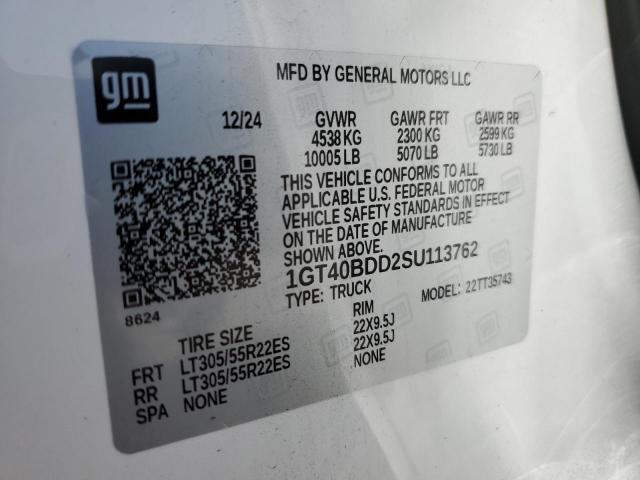 gm
MFD BY GENERAL MOTORS LLC
12/24 GVWR GAWR FRT GAWR RR
4538 KG 2300 KG 2599 KG
10005 LB 5070 LB 5730 LB
THIS VEHICLE CONFORMS TO ALL
APPLICABLE U.S. FEDERAL MOTOR
VEHICLE SAFETY STANDARDS IN EFFECT
ON THE DATE OF MANUFACTURE
SHOWN ABOVE.
1GT40BDD2SU113762
TYPE: TRUCK MODEL: 22TT35743
8624
TIRE SIZE RIM
FRT LT305/55R22ES 22X9.5J
RR LT305/55R22ES 22X9.5J
SPA NONE NONE